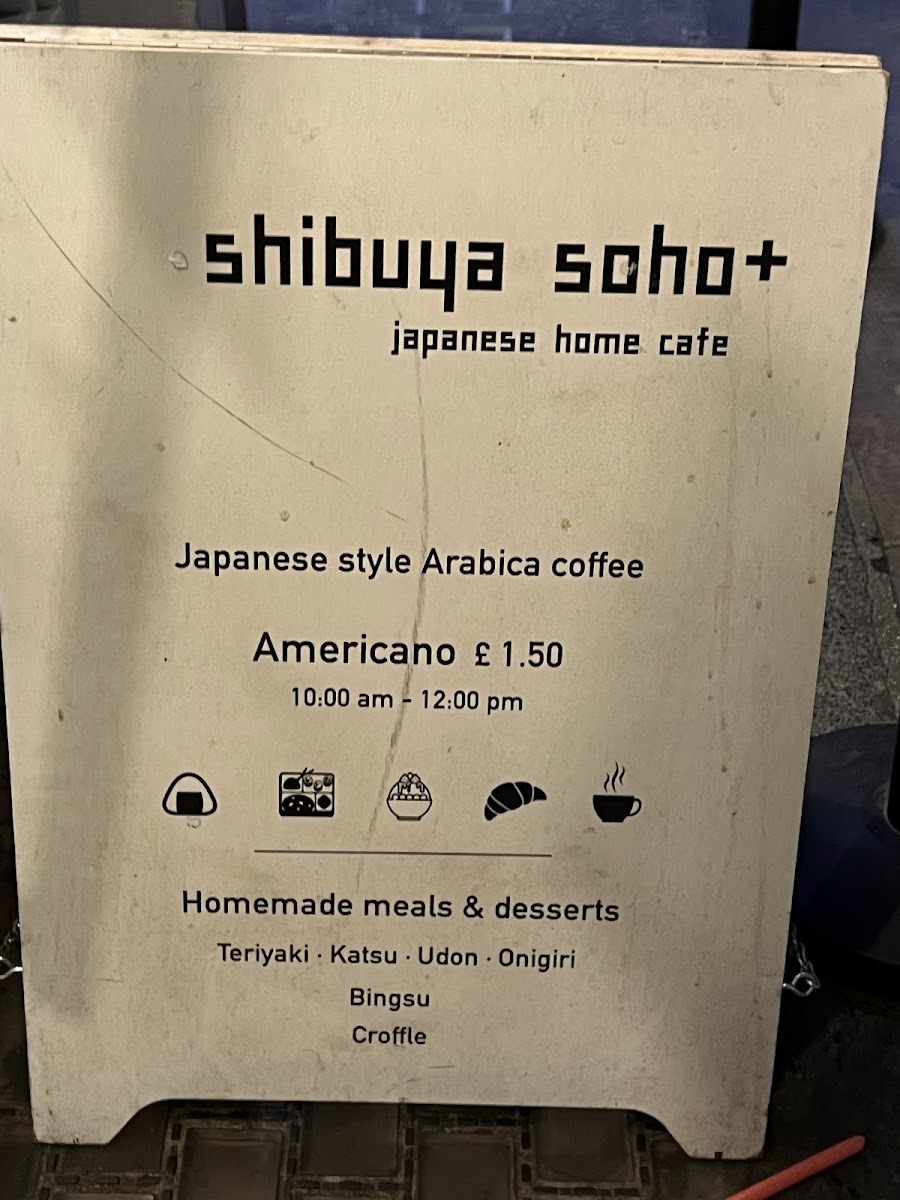 shibuya soho+
japanese home cafe
Japanese style Arabica coffee
Americano £ 1.50
10:00 am - 12:00 pm
Homemade meals & desserts
Teriyaki · Katsu · Udon · Onigiri
Bingsu
Croffle